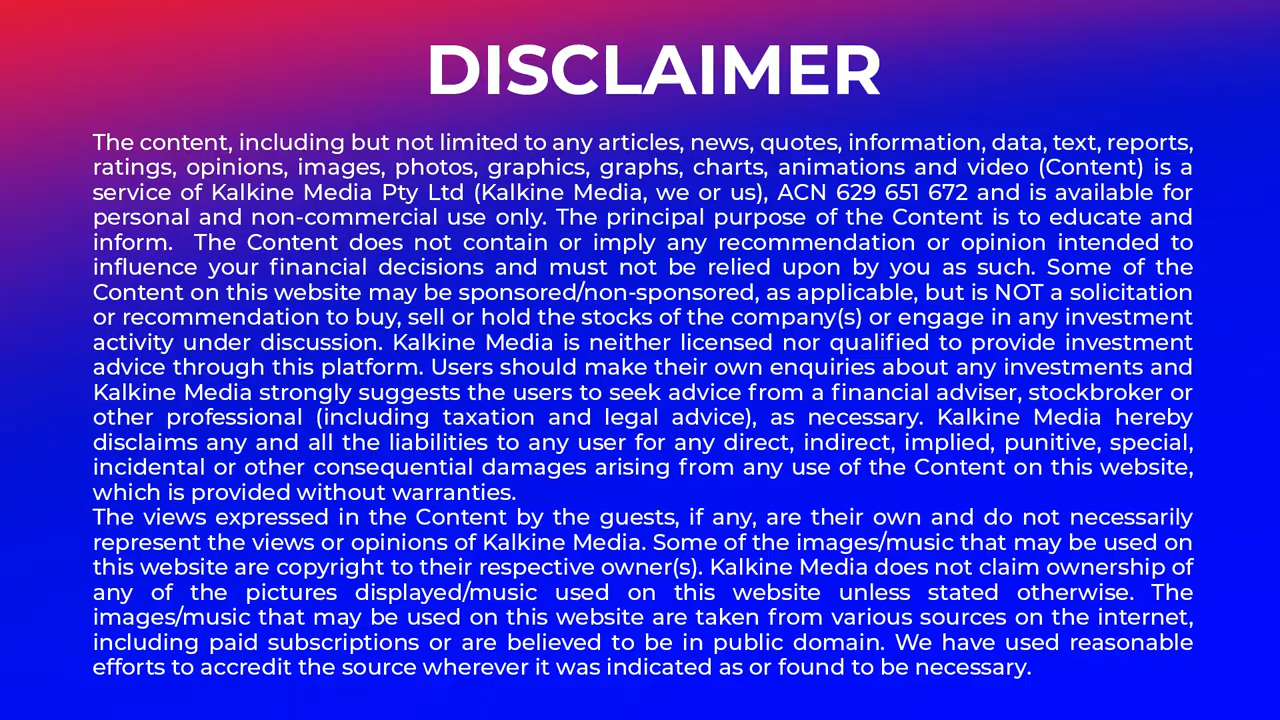 DISCLAIMER
The content, including but not limited to any articles, news, quotes, information, data, text, reports,
ratings, opinions, images, photos, graphics, graphs, charts, animations and video (Content) is a
service of Kalkine Media Pty Ltd (Kalkine Media, we or us), ACN 629 651 672 and is available for
personal and non-commercial use only. The principal purpose of the Content is to educate and
inform.  The Content does not contain or imply any recommendation or opinion intended to
influence your financial decisions and must not be relied upon by you as such. Some of the
Content on this website may be sponsored/non-sponsored, as applicable, but is NOT a solicitation
or recommendation to buy, sell or hold the stocks of the company(s) or engage in any investment
activity under discussion. Kalkine Media is neither licensed nor qualified to provide investment
advice through this platform. Users should make their own enquiries about any investments and
Kalkine Media strongly suggests the users to seek advice from a financial adviser, stockbroker or
other professional (including taxation and legal advice), as necessary. Kalkine Media hereby
disclaims any and all the liabilities to any user for any direct, indirect, implied, punitive, special,
incidental or other consequential damages arising from any use of the Content on this website,
which is provided without warranties.
The views expressed in the Content by the guests, if any, are their own and do not necessarily
represent the views or opinions of Kalkine Media. Some of the images/music that may be used on
this website are copyright to their respective owner(s). Kalkine Media does not claim ownership of
any of the pictures displayed/music used on this website unless stated otherwise. The
images/music that may be used on this website are taken from various sources on the internet,
including paid subscriptions or are believed to be in public domain. We have used reasonable
efforts to accredit the source wherever it was indicated as or found to be necessary.